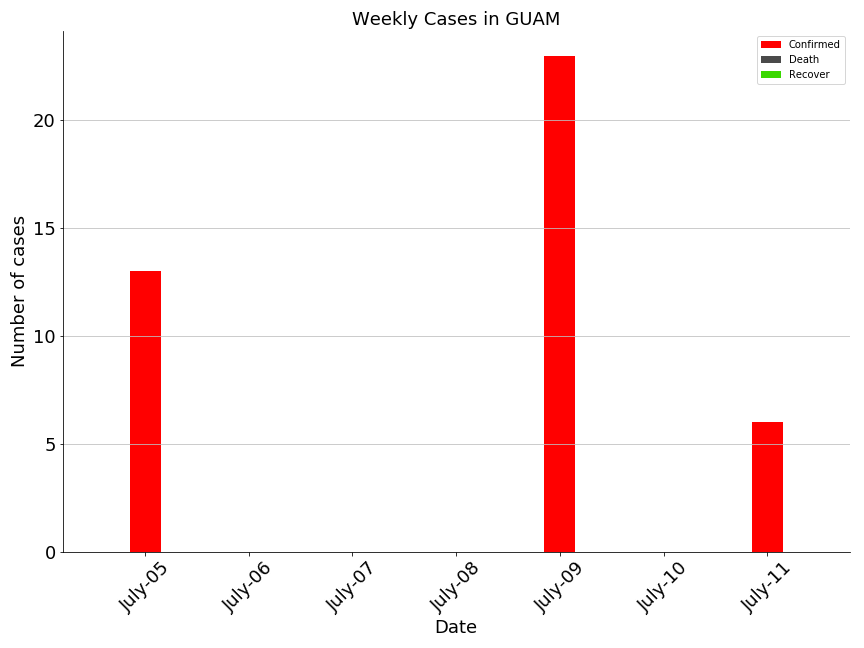 Weekly Cases in GUAM
Confirmed
Death
Recover
Number of cases
20
15
10
5
0
July-05
July-06
July-07
July-08
July-09
July-10
July-11
Date